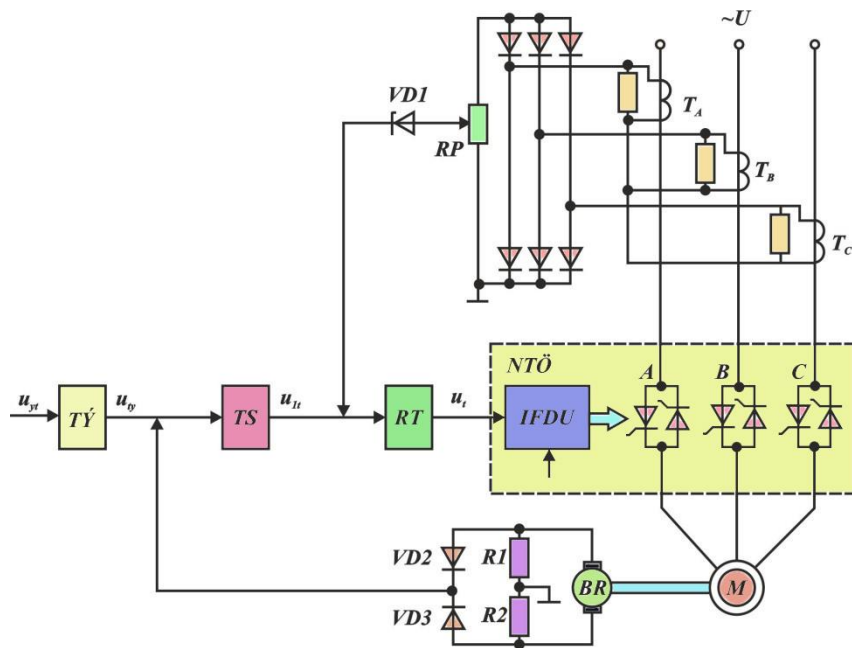 ~U
VD1
RP
T_A
T_B
T_C
NTÖ
A
B
C
u_yt
TÝ
u_ty
TS
u_1t
RT
u_t
IFDU
VD2
R1
VD3
R2
BR
M